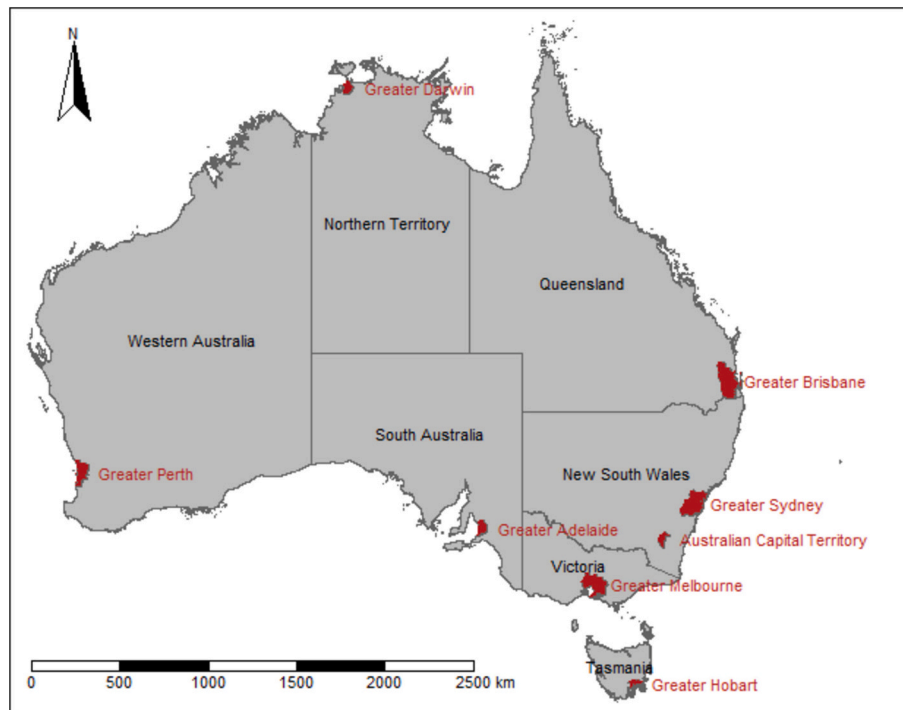 N
Greater Darwin
Northern Territory
Queensland
Western Australia
Greater Brisbane
South Australia
Greater Perth
New South Wales
Greater Sydney
Greater Adelaide
Australian Capital Territory
Victoria
Greater Melbourne
Tasmania
Greater Hobart
0 500 1000 1500 2000 2500 km